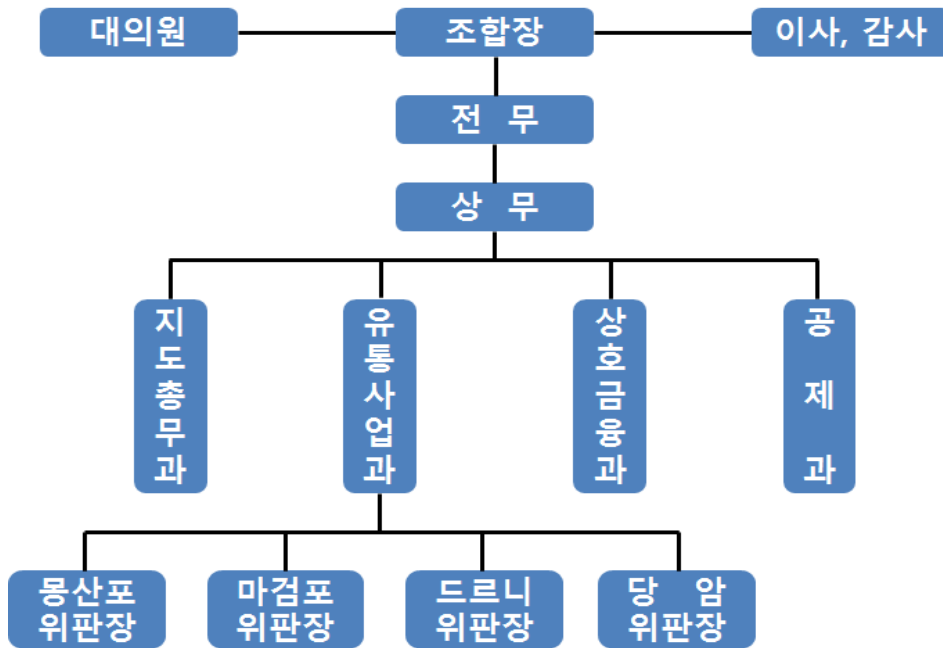 대의원
조합장
이사, 감사
전 무
상 무
지도총무과
유통사업과
상호금융과
공제과
몽산포
위판장
마검포
위판장
드르니
위판장
당 암
위판장